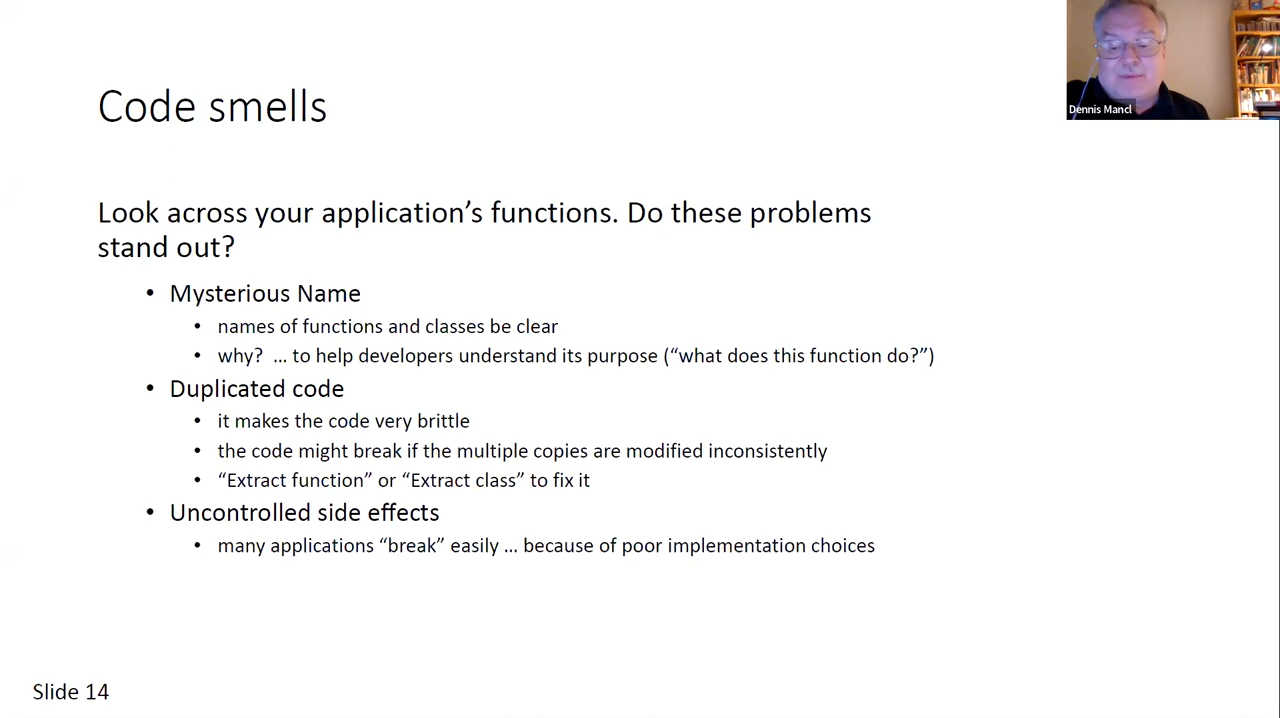 Code smells
Dennis Mancl
Look across your application’s functions. Do these problems
stand out?
• Mysterious Name
• names of functions and classes be clear
• why?  … to help developers understand its purpose (“what does this function do?”)
• Duplicated code
• it makes the code very brittle
• the code might break if the multiple copies are modified inconsistently
• “Extract function” or “Extract class” to fix it
• Uncontrolled side effects
• many applications “break” easily … because of poor implementation choices
Slide 14